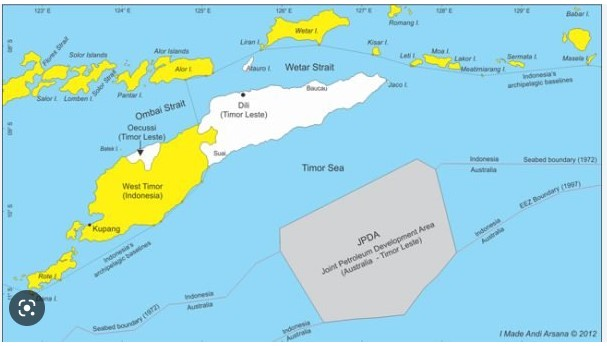 123° E
124° E
125° E
126° E
127° E
128° E
129° E
Romang I.
Babar I.
Wetar I.
Flores Strait
Solor Islands
Alor Islands
Liran I.
Kisar I.
Moa I.
Leti I.
Lakor I.
Sermata I.
Masela
Meatimiarang I.
Alor I.
Solor Strait
Solor I.
Lomben I.
Pantar I.
Atauro I.
Wetar Strait
Indonesia's
archipelagic baselines
Baucau
Jaco I.
Ombai Strait
Dili
(Timor Leste)
Oecussi
(Timor Leste)
Batek I.
Suai
Timor Sea
Indonesia
Seabed boundary (1972)
Australia
West Timor
(Indonesia)
EEZ Boundary (1997)
Indonesia
Australia
Kupang
JPDA
Joint Petroleum Development Area
(Australia - Timor Leste)
Indonesia's
archipelagic baselines
Rote I.
Indonesia
Australia
Seabed boundary (1972)
Indonesia
Australia
I Made Andi Arsana © 2012